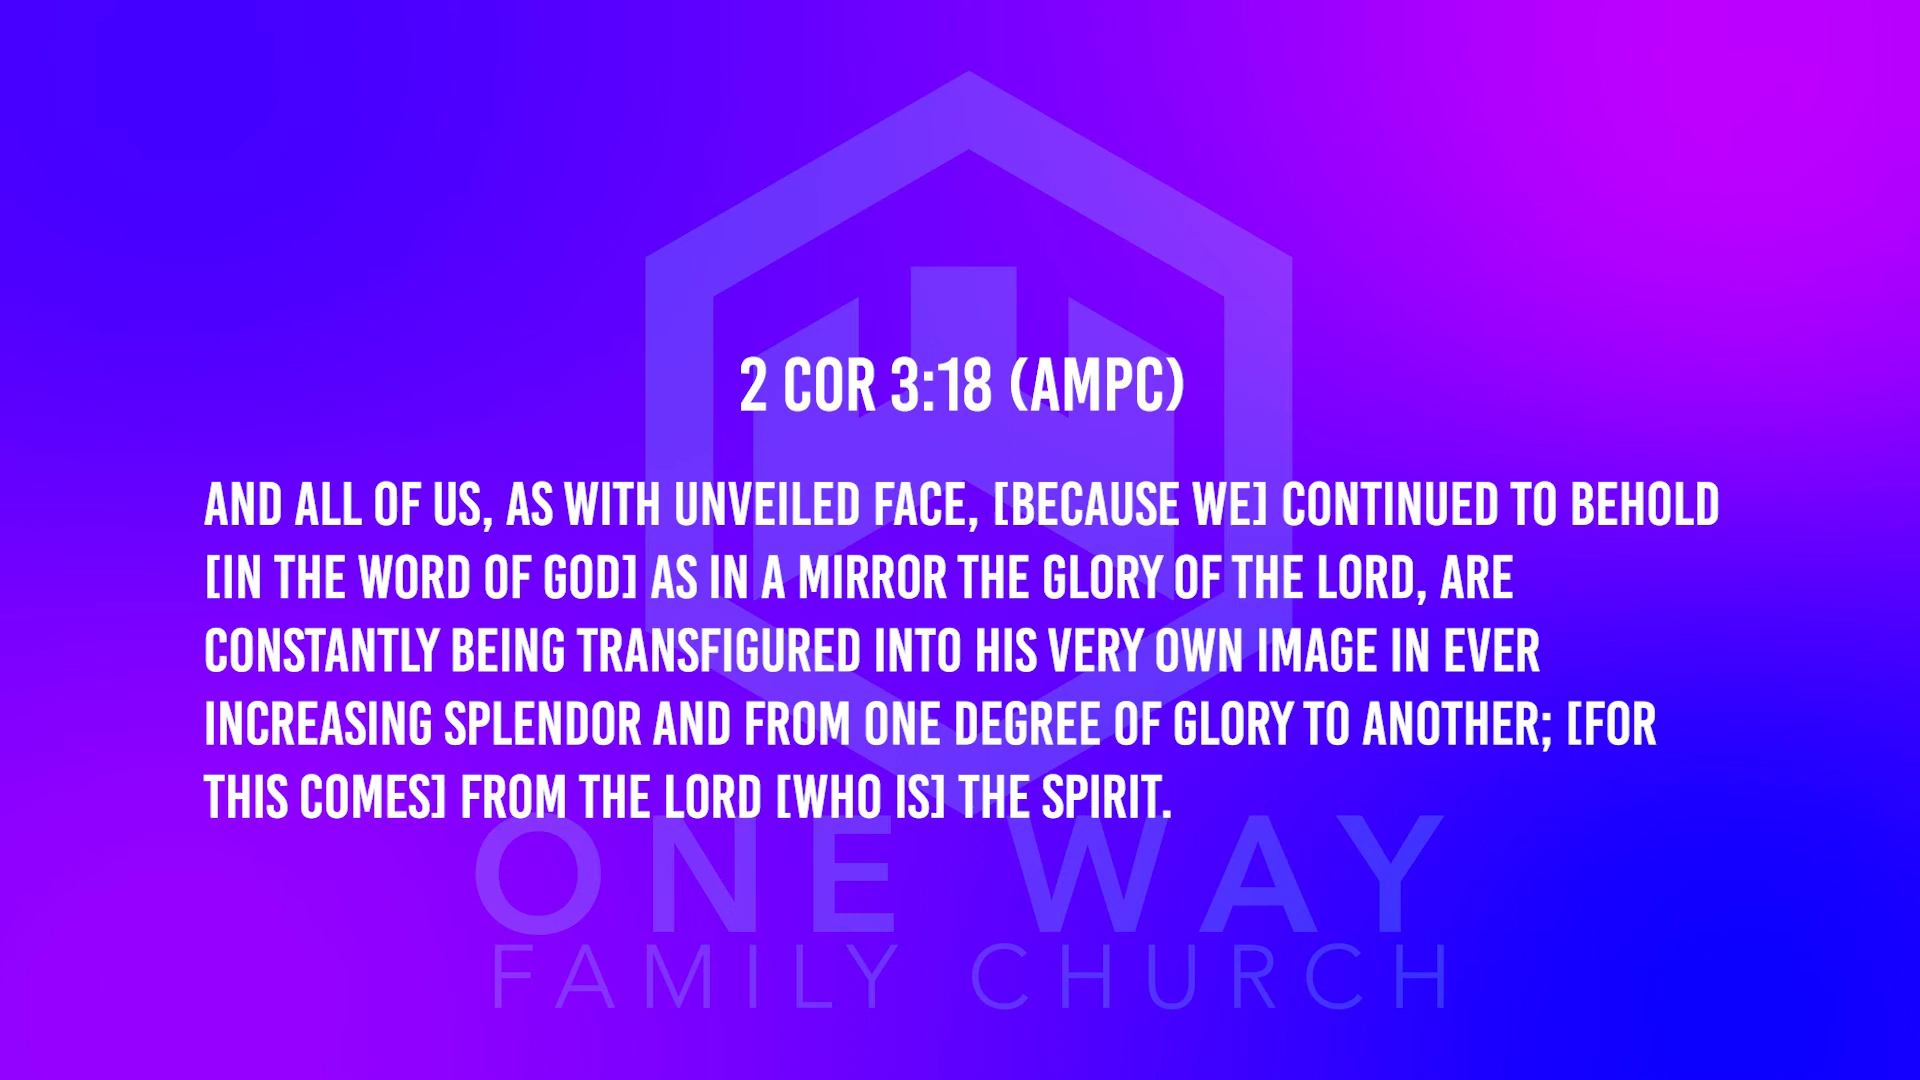 2 COR 3:18 (AMPC)
AND ALL OF US, AS WITH UNVEILED FACE, [BECAUSE WE] CONTINUED TO BEHOLD
[IN THE WORD OF GOD] AS IN A MIRROR THE GLORY OF THE LORD, ARE
CONSTANTLY BEING TRANSFIGURED INTO HIS VERY OWN IMAGE IN EVER
INCREASING SPLENDOR AND FROM ONE DEGREE OF GLORY TO ANOTHER; [FOR
THIS COMES] FROM THE LORD [WHO IS] THE SPIRIT.
ONE WAY
FAMILY CHURCH